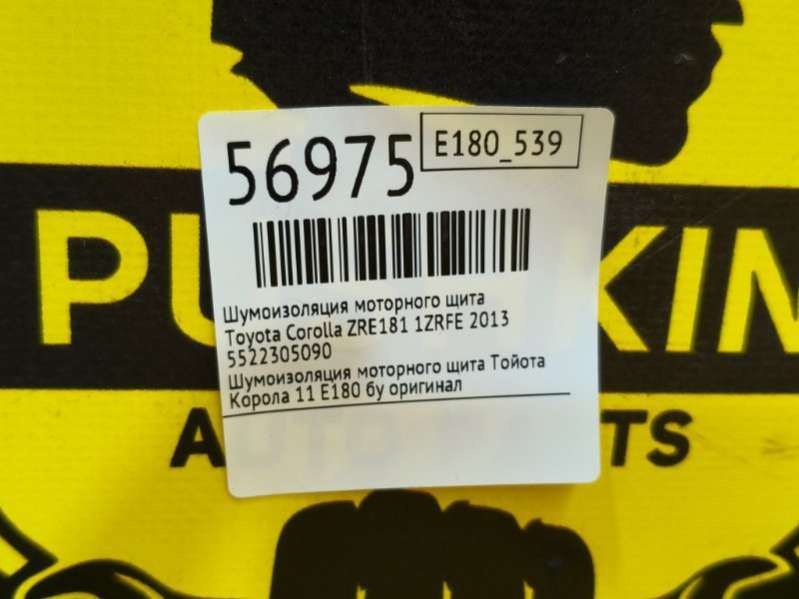 56975
E180_539
Шумоизоляция моторного щита
Toyota Corolla ZRE181 1ZRFE 2013
5522305090
Шумоизоляция моторного щита Тойота
Корола 11 Е180 бу оригинал